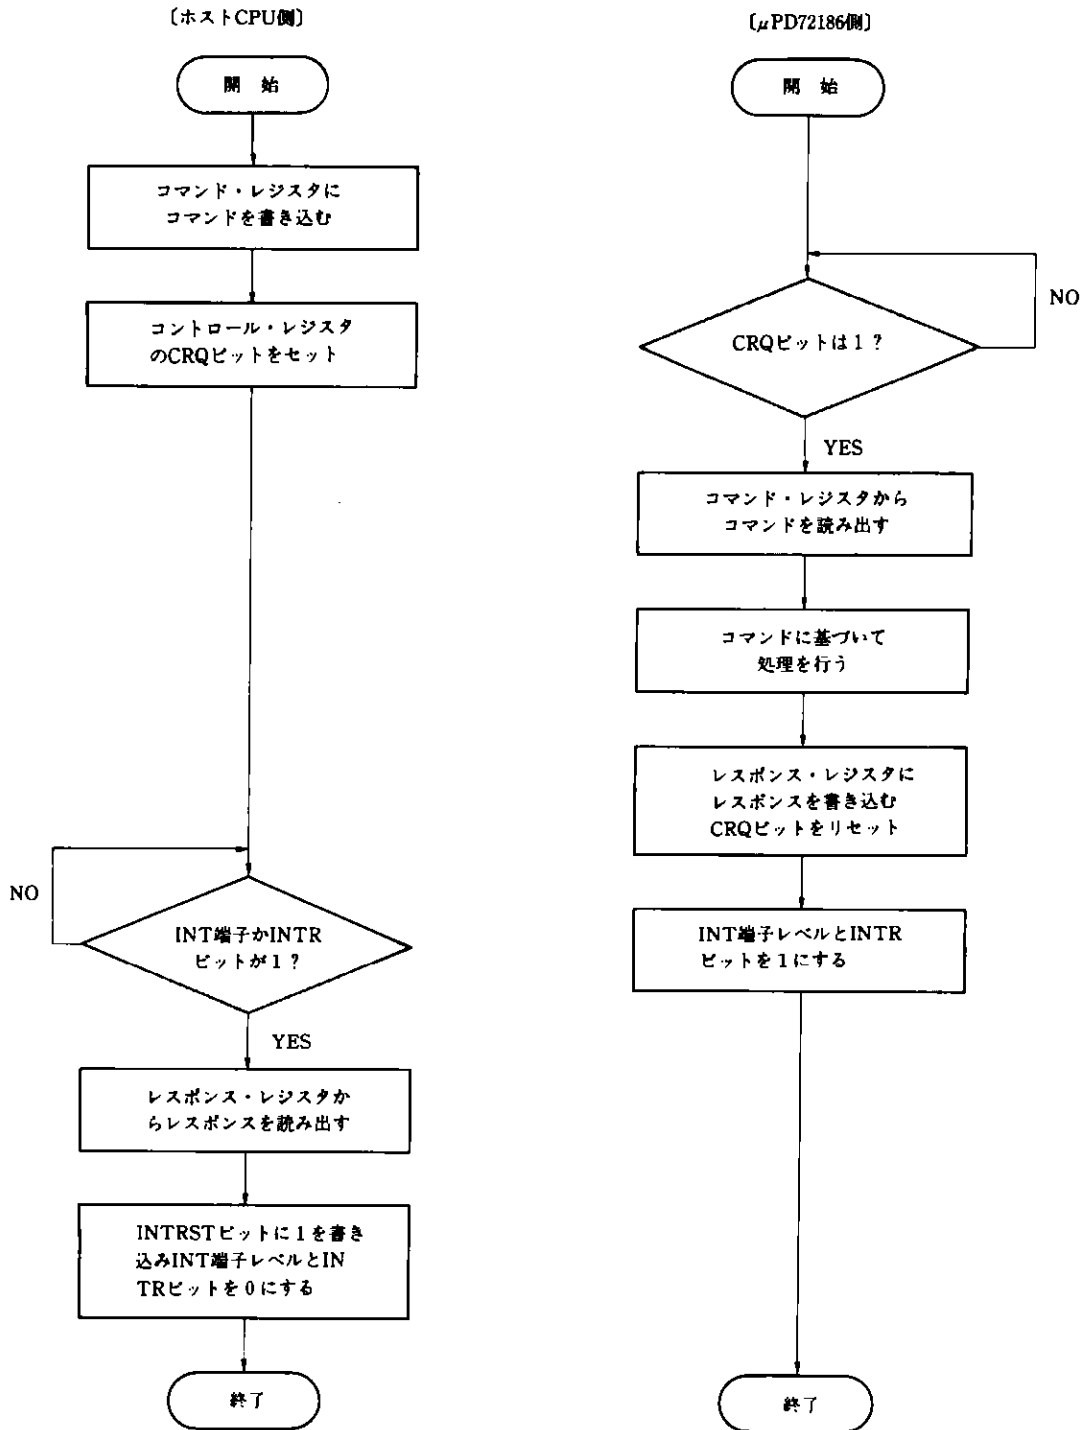 〔ホストCPU側〕
開 始
コマンド・レジスタに
コマンドを書き込む
コントロール・レジスタ
のCRQビットをセット
NO
INT端子かINTR
ビットが1?
YES
レスポンス・レジスタか
らレスポンスを読み出す
INTRSTビットに1を書き
込みINT端子レベルとIN
TRビットを0にする
終了
〔μPD72186側〕
開 始
NO
CRQビットは1?
YES
コマンド・レジスタから
コマンドを読み出す
コマンドに基づいて
処理を行う
レスポンス・レジスタに
レスポンスを書き込む
CRQビットをリセット
INT端子レベルとINTR
ビットを1にする
終了